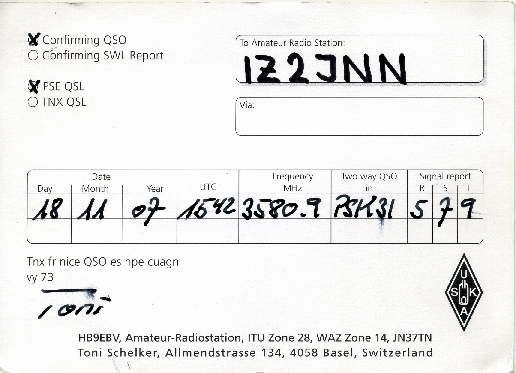 Confirming QSO
Confirming SWL Report
PSE QSL
TNX QSL
To Amateur Radio Station:
IZ2JNN
Via:
Date UTC Frequency MHz Two way QSO in Signal report
Day Month Year R S T
18 11 07 1542 3580.9 PSK31 5 7 9
Tnx fr nice QSO es hpe cuagn
vy 73
Toni
USKA
HB9EBV, Amateur-Radiostation, ITU Zone 28, WAZ Zone 14, JN37TN
Toni Schelker, Allmendstrasse 134, 4058 Basel, Switzerland